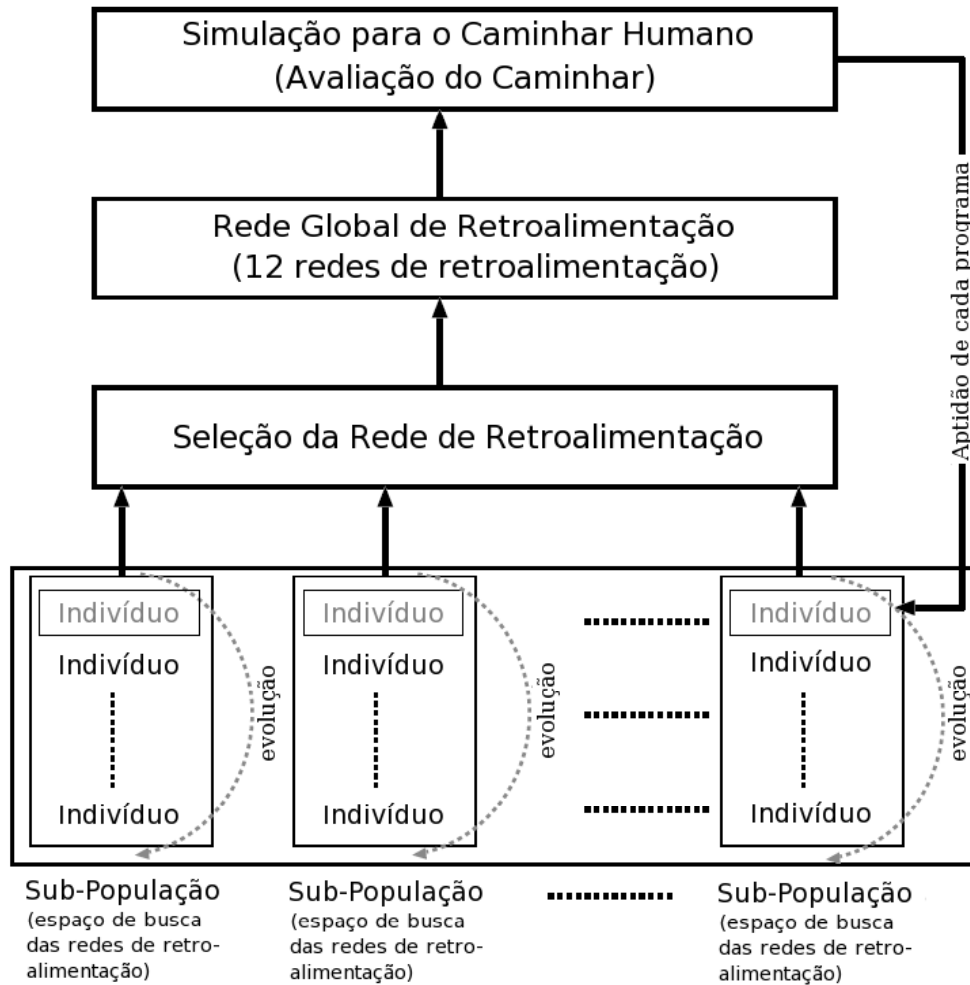 Simulação para o Caminhar Humano
(Avaliação do Caminhar)
Rede Global de Retroalimentação
(12 redes de retroalimentação)
Aptidão de cada programa
Seleção da Rede de Retroalimentação
Indivíduo
Indivíduo
Indivíduo
evolução
Indivíduo
Indivíduo
Indivíduo
evolução
Indivíduo
Indivíduo
Indivíduo
evolução
Sub-População
(espaço de busca
das redes de retro-
alimentação)
Sub-População
(espaço de busca
das redes de retro-
alimentação)
Sub-População
(espaço de busca
das redes de retro-
alimentação)